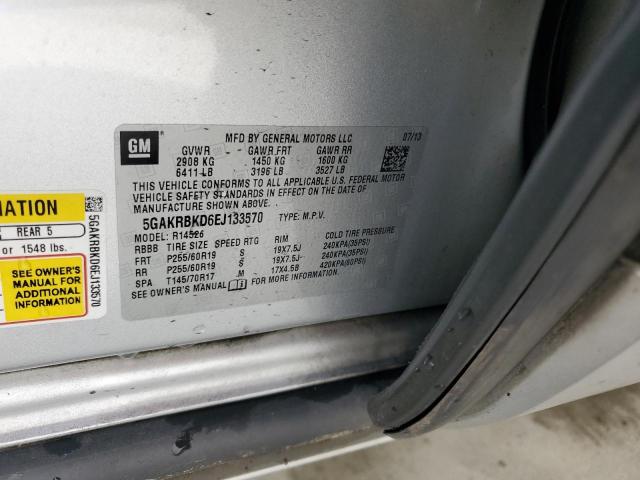 GM
MFD BY GENERAL MOTORS LLC 07/13
GVWR GAWR FRT GAWR RR
2908 KG 1450 KG 1600 KG
6411 LB 3196 LB 3527 LB
THIS VEHICLE CONFORMS TO ALL APPLICABLE U.S. FEDERAL MOTOR
VEHICLE SAFETY STANDARDS IN EFFECT ON THE DATE OF
MANUFACTURE SHOWN ABOVE.
5GAKRBKD6EJ133570 TYPE: M.P.V.
MODEL: R14526
RBBB TIRE SIZE SPEED RTG RIM COLD TIRE PRESSURE
FRT P255/60R19 S 19X7.5J 240KPA(35PSI)
RR P255/60R19 S 19X7.5J 240KPA(35PSI)
SPA T145/70R17 M 17X4.5B 420KPA(60PSI)
SEE OWNER'S MANUAL FOR MORE INFORMATION.
MATION
REAR 5
or 1548 lbs.
SEE OWNER'S
MANUAL FOR
ADDITIONAL
INFORMATION
5GAKRBKD6EJ133570